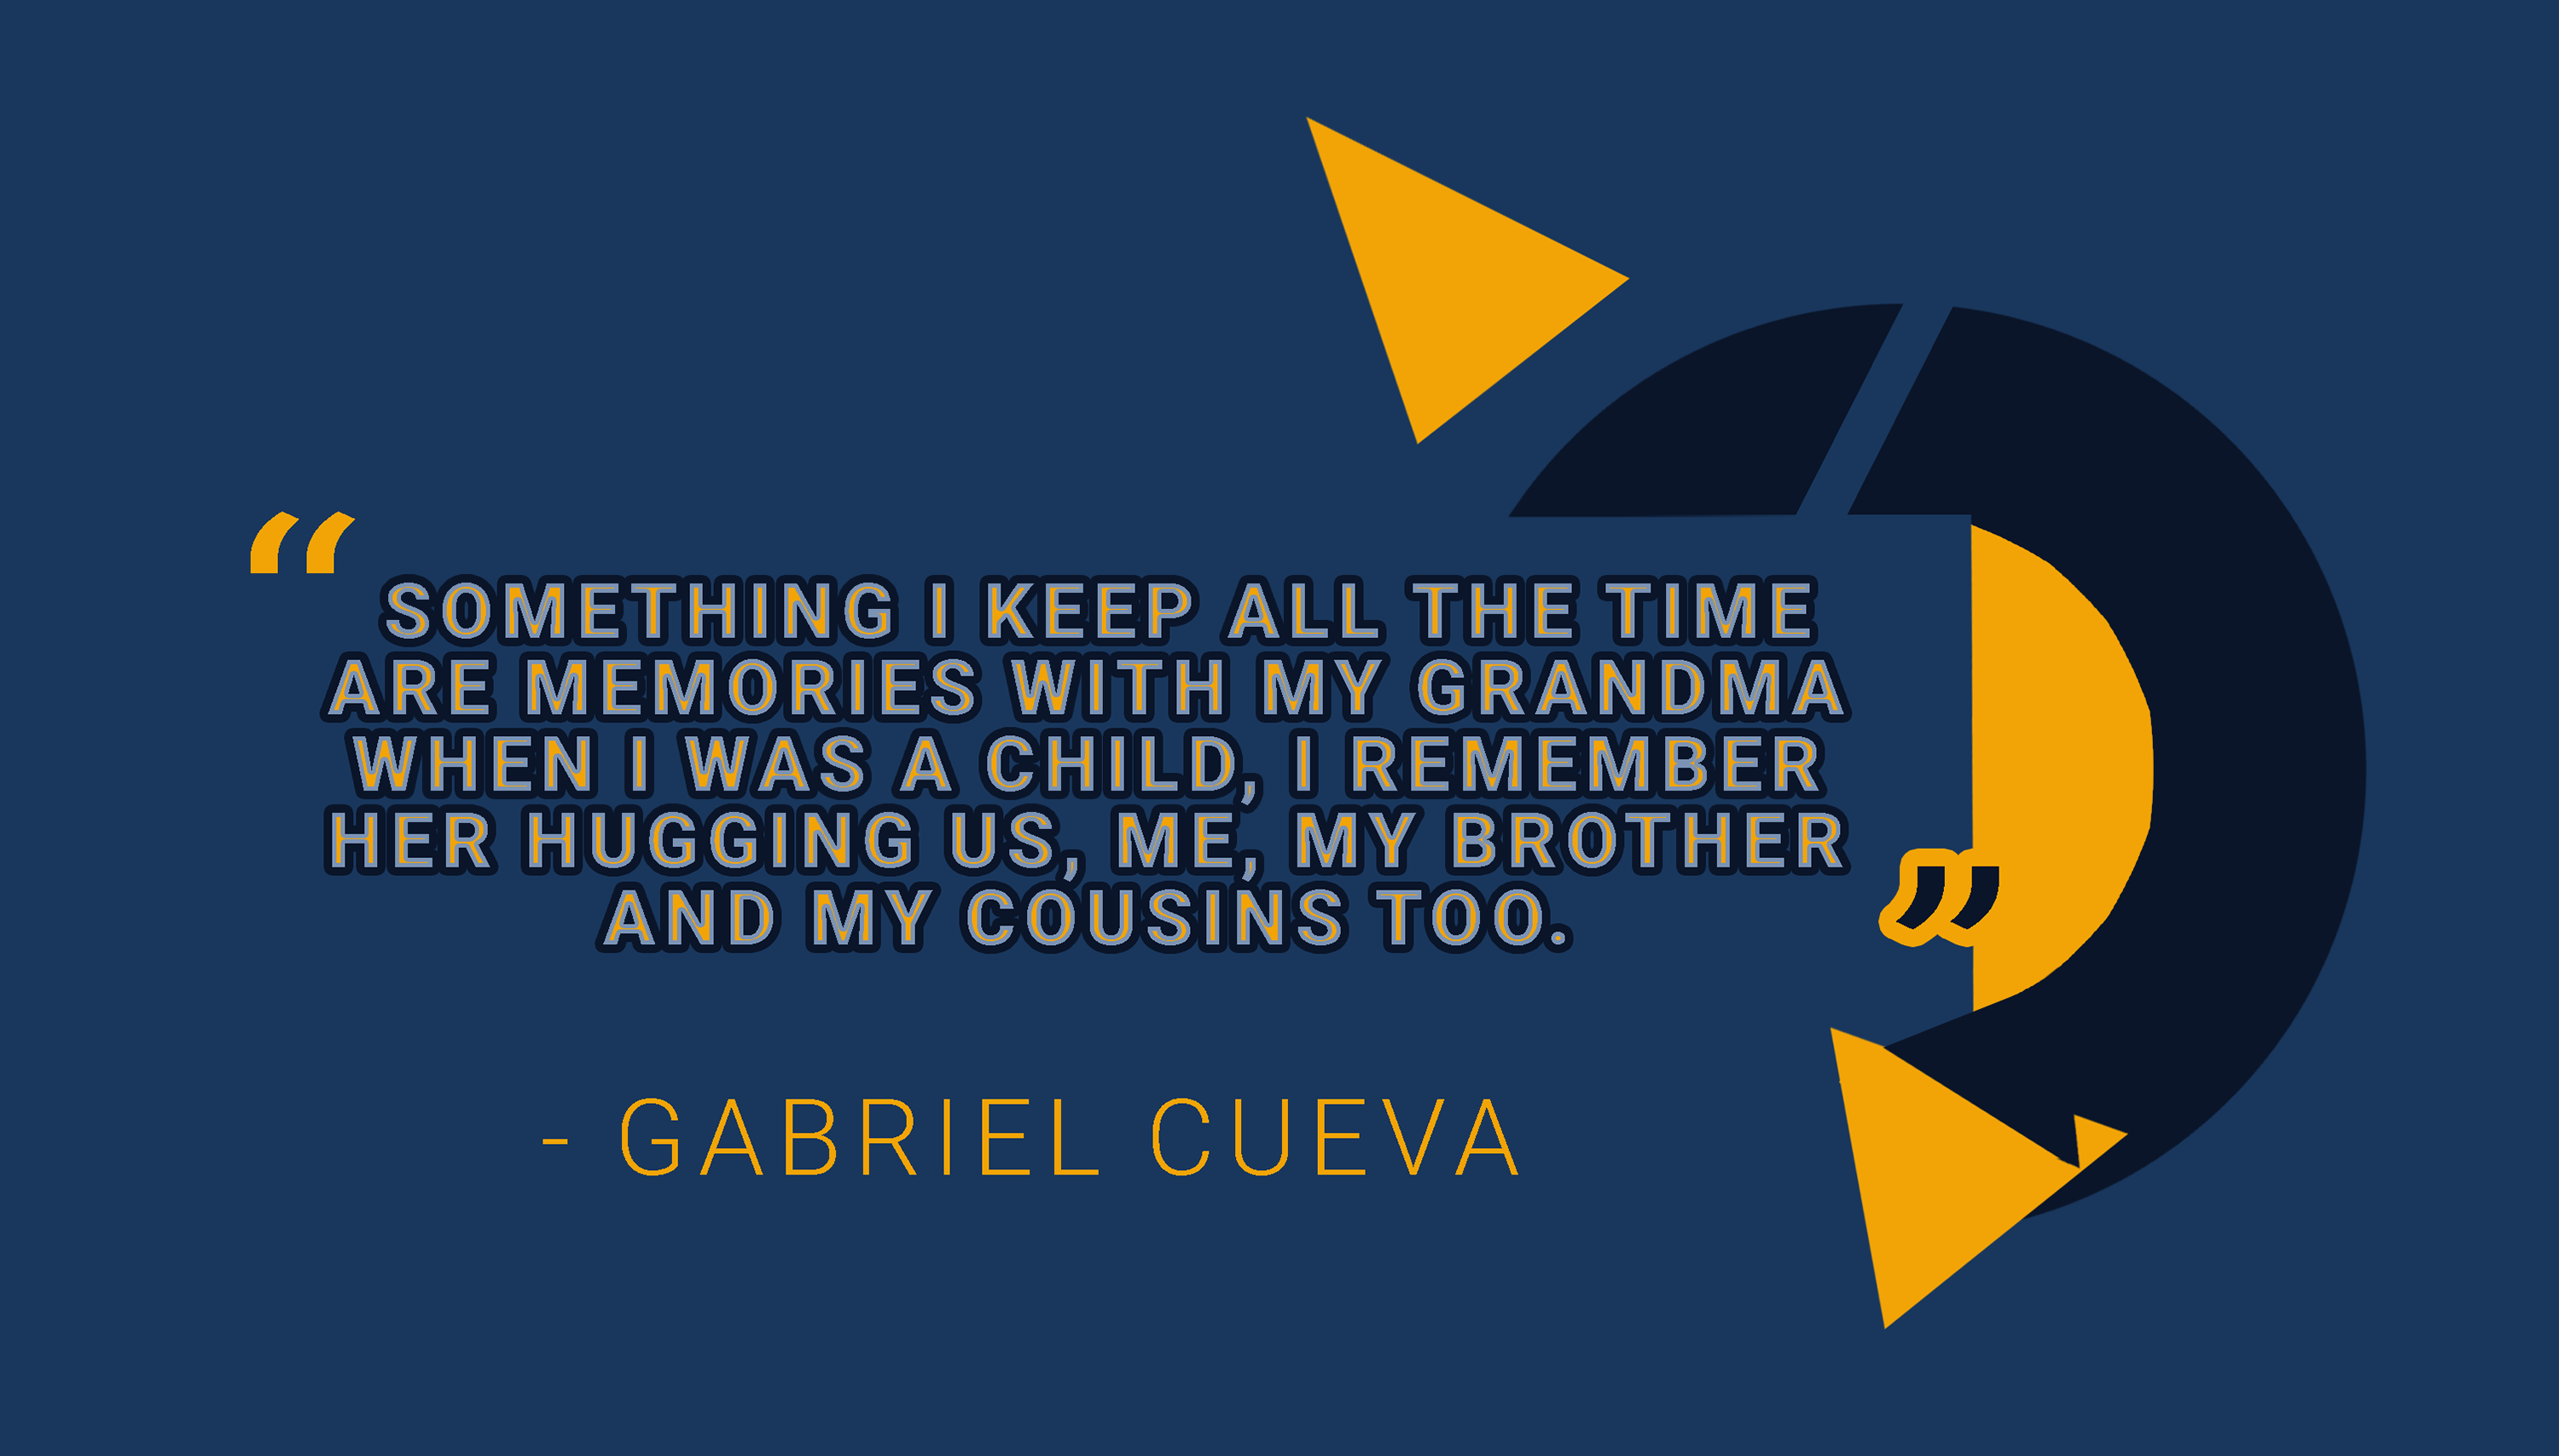 “
SOMETHING I KEEP ALL THE TIME
ARE MEMORIES WITH MY GRANDMA
WHEN I WAS A CHILD, I REMEMBER
HER HUGGING US, ME, MY BROTHER
AND MY COUSINS TOO.
”
- GABRIEL CUEVA